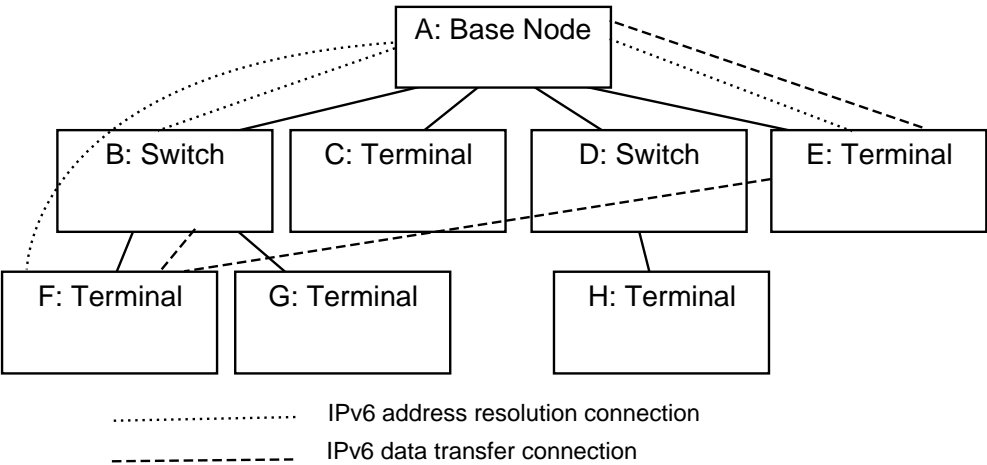 A: Base Node
B: Switch
C: Terminal
D: Switch
E: Terminal
F: Terminal
G: Terminal
H: Terminal
IPv6 address resolution connection
IPv6 data transfer connection